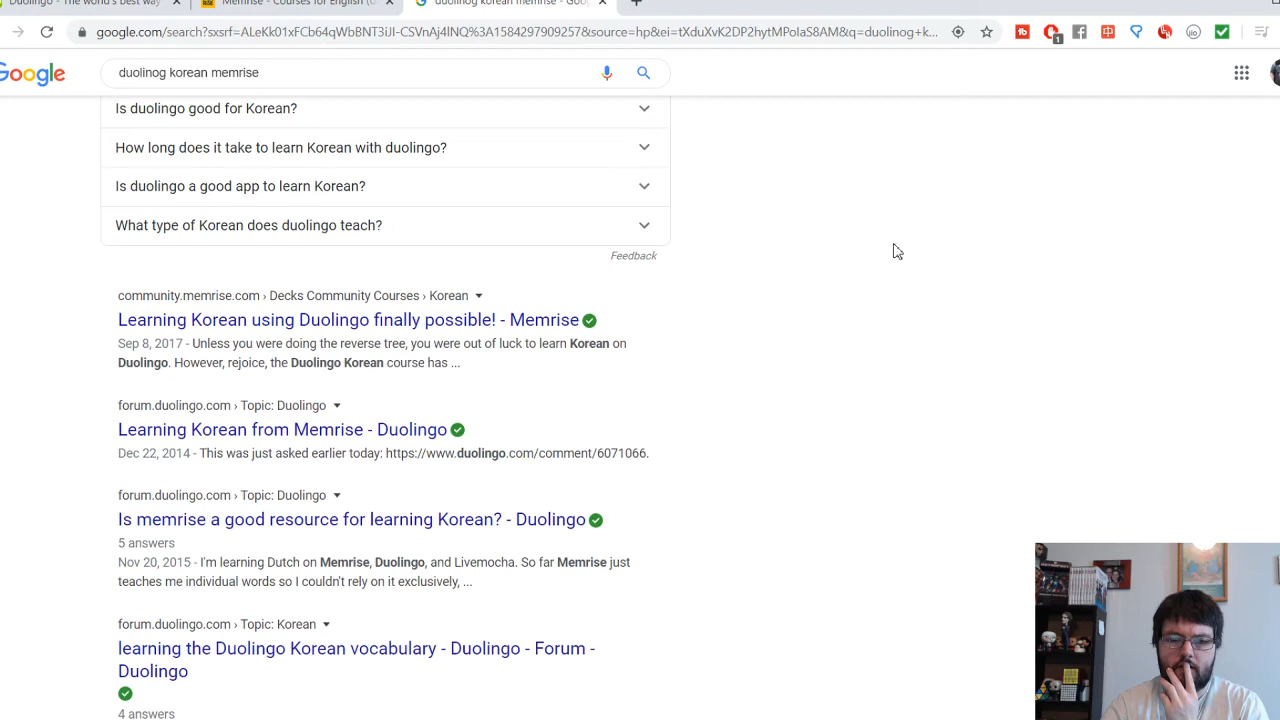 Duolingo - The world's best way
Memrise - Courses for English (
duolinog korean memrise - Goo
google.com/search?sxsrf=ALeKk01xFCb64qWDkNT3iJI-CSVnAj4lNQ%3A1584797909257&source=hp&ei=tXduXvK2DP2hytMPoIaS8AM&q=duolinog+k...
Google
duolinog korean memrise
Is duolingo good for Korean?
How long does it take to learn Korean with duolingo?
Is duolingo a good app to learn Korean?
What type of Korean does duolingo teach?
Feedback
community.memrise.com › Decks Community Courses › Korean
Learning Korean using Duolingo finally possible! - Memrise
Sep 8, 2017 - Unless you were doing the reverse tree, you were out of luck to learn Korean on
Duolingo. However, rejoice, the Duolingo Korean course has ...
forum.duolingo.com › Topic: Duolingo
Learning Korean from Memrise - Duolingo
Dec 22, 2014 - This was just asked earlier today: https://www.duolingo.com/comment/6071066.
forum.duolingo.com › Topic: Duolingo
Is memrise a good resource for learning Korean? - Duolingo
5 answers
Nov 20, 2015 - I'm learning Dutch on Memrise, Duolingo, and Livemocha. So far Memrise just
teaches me individual words so I couldn't rely on it exclusively, ...
forum.duolingo.com › Topic: Korean
learning the Duolingo Korean vocabulary - Duolingo - Forum -
Duolingo
4 answers